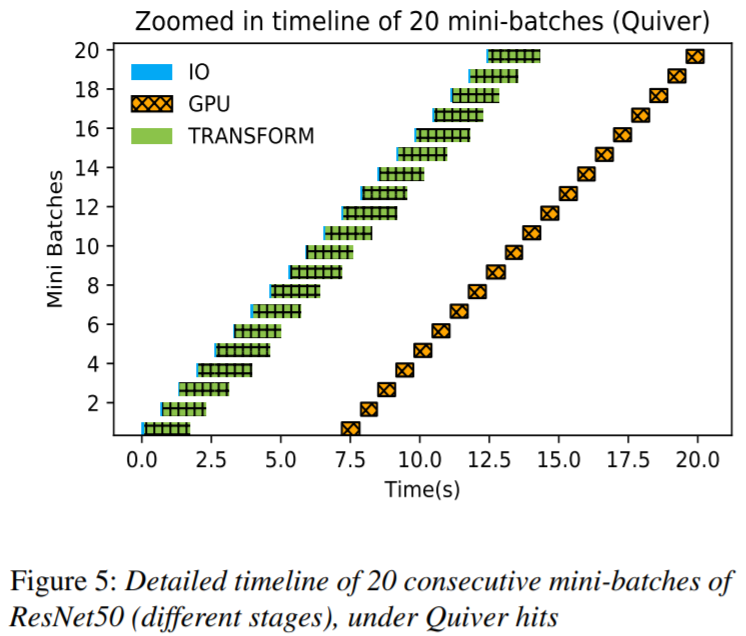 Zoomed in timeline of 20 mini-batches (Quiver)
IO
GPU
TRANSFORM
Mini Batches
20
18
16
14
12
10
8
6
4
2
0.0 2.5 5.0 7.5 10.0 12.5 15.0 17.5 20.0
Time(s)
Figure 5: Detailed timeline of 20 consecutive mini-batches of
ResNet50 (different stages), under Quiver hits